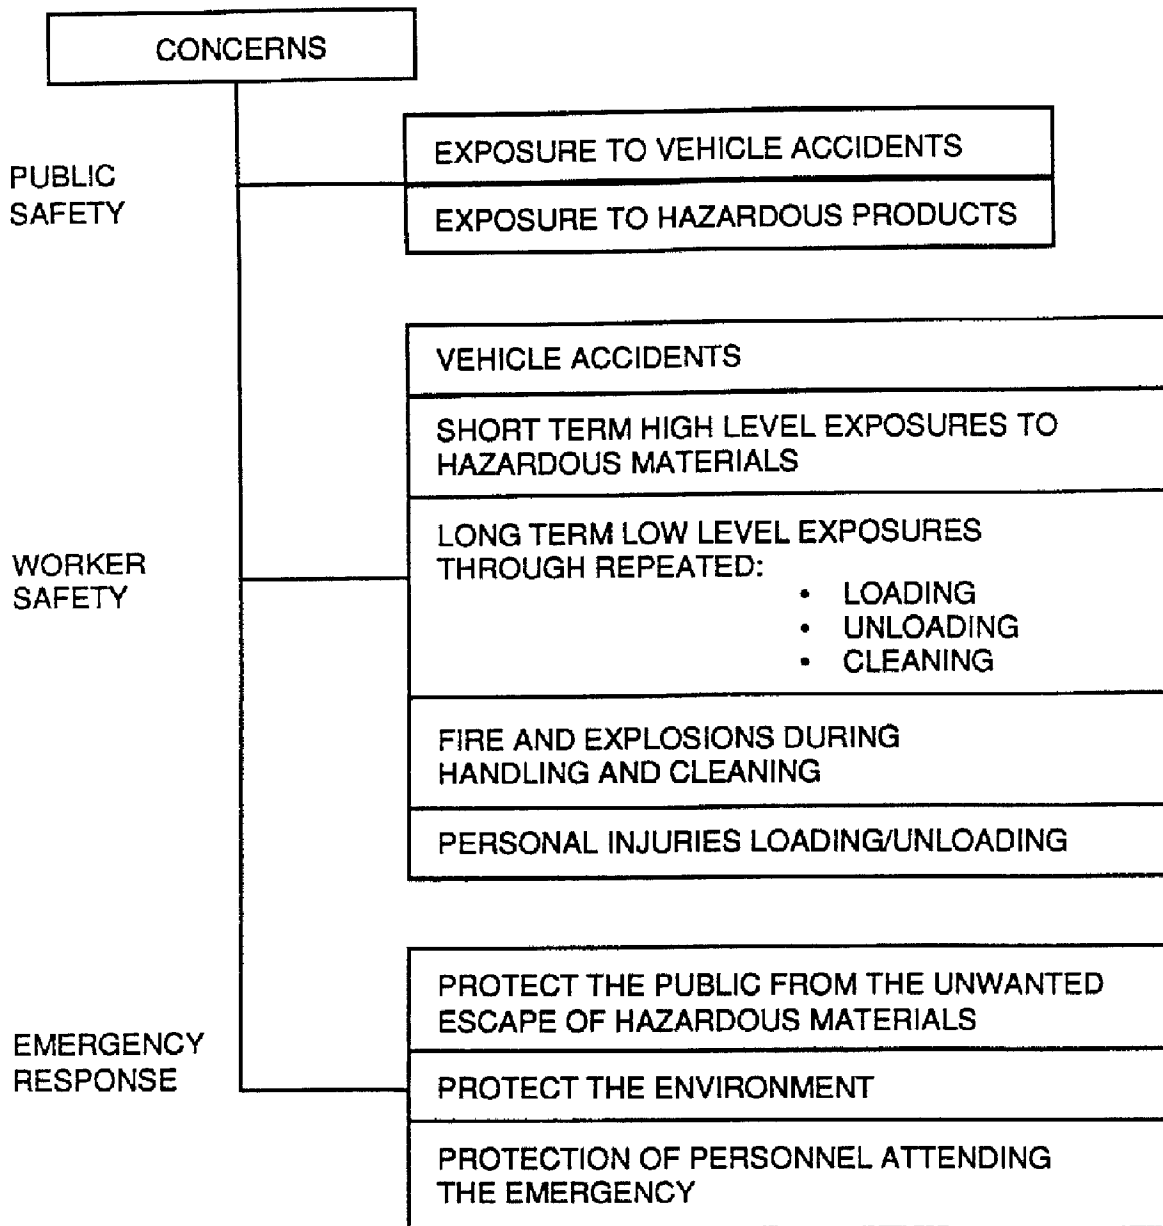 CONCERNS
PUBLIC
SAFETY
EXPOSURE TO VEHICLE ACCIDENTS
EXPOSURE TO HAZARDOUS PRODUCTS
WORKER
SAFETY
VEHICLE ACCIDENTS
SHORT TERM HIGH LEVEL EXPOSURES TO
HAZARDOUS MATERIALS
LONG TERM LOW LEVEL EXPOSURES
THROUGH REPEATED:
• LOADING
• UNLOADING
• CLEANING
FIRE AND EXPLOSIONS DURING
HANDLING AND CLEANING
PERSONAL INJURIES LOADING/UNLOADING
EMERGENCY
RESPONSE
PROTECT THE PUBLIC FROM THE UNWANTED
ESCAPE OF HAZARDOUS MATERIALS
PROTECT THE ENVIRONMENT
PROTECTION OF PERSONNEL ATTENDING
THE EMERGENCY